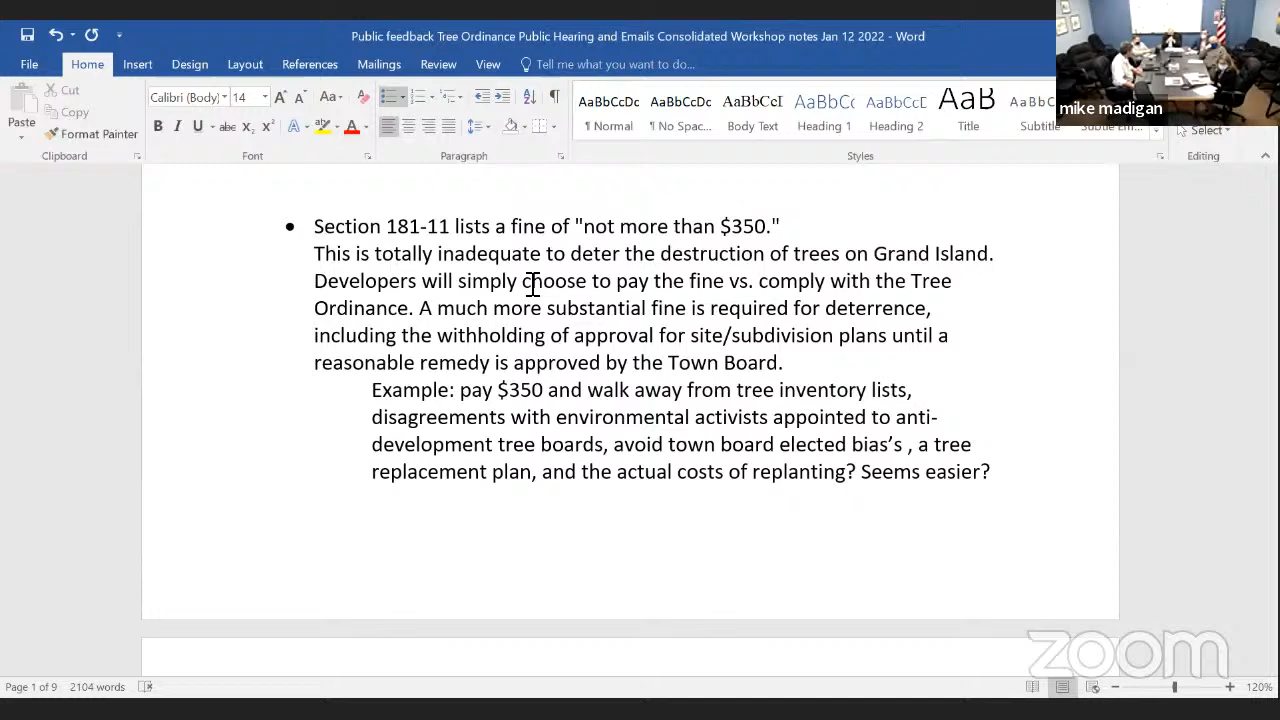 Public feedback Tree Ordinance Public Hearing and Emails Consolidated Workshop notes Jan 12 2022 - Word
File Home Insert Design Layout References Mailings Review View Tell me what you want to do...
mike madigan
Paste
Cut
Copy
Format Painter
Clipboard
Calibri (Body) 14
Font
Paragraph
AaBbCcDc AaBbCcDc AaBbCcI AaBbCc AaBbCcDc AaB
¶ Normal ¶ No Spac... Body Text Heading 1 Heading 2 Title Subtitle
Styles
Select
Editing
• Section 181-11 lists a fine of "not more than $350."
This is totally inadequate to deter the destruction of trees on Grand Island.
Developers will simply choose to pay the fine vs. comply with the Tree
Ordinance. A much more substantial fine is required for deterrence,
including the withholding of approval for site/subdivision plans until a
reasonable remedy is approved by the Town Board.
Example: pay $350 and walk away from tree inventory lists,
disagreements with environmental activists appointed to anti-
development tree boards, avoid town board elected bias’s , a tree
replacement plan, and the actual costs of replanting? Seems easier?
zoom
Page 1 of 9 2104 words 120%